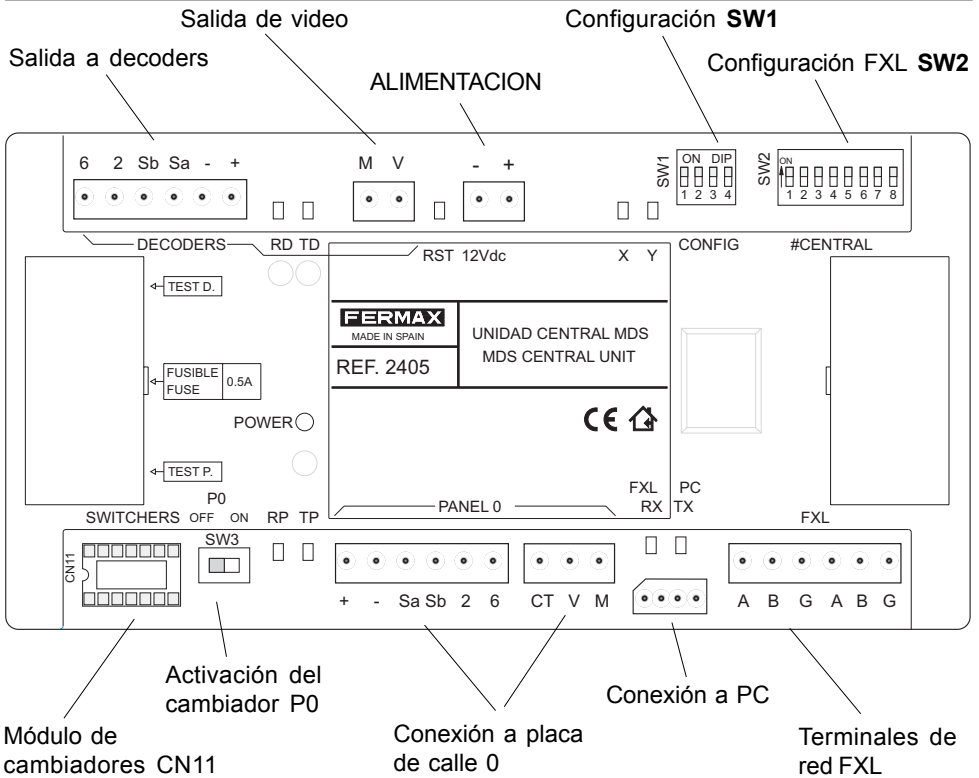 Salida de video
Configuración SW1
Salida a decoders
Configuración FXL SW2
ALIMENTACION
6 2 Sb Sa - +
M V
- +
SW1
ON DIP
1 2 3 4
SW2
ON
1 2 3 4 5 6 7 8
DECODERS
RD TD
RST 12Vdc
X Y
CONFIG
#CENTRAL
TEST D.
FERMAX
MADE IN SPAIN
REF. 2405
UNIDAD CENTRAL MDS
MDS CENTRAL UNIT
FUSIBLE
FUSE
0.5A
POWER
CE
TEST P.
P0
SWITCHERS OFF ON RP TP
PANEL 0
FXL PC
RX TX
FXL
CN11
SW3
+ - Sa Sb 2 6
CT V M
A B G A B G
Activación del
cambiador P0
Conexión a PC
Módulo de
cambiadores CN11
Conexión a placa
de calle 0
Terminales de
red FXL